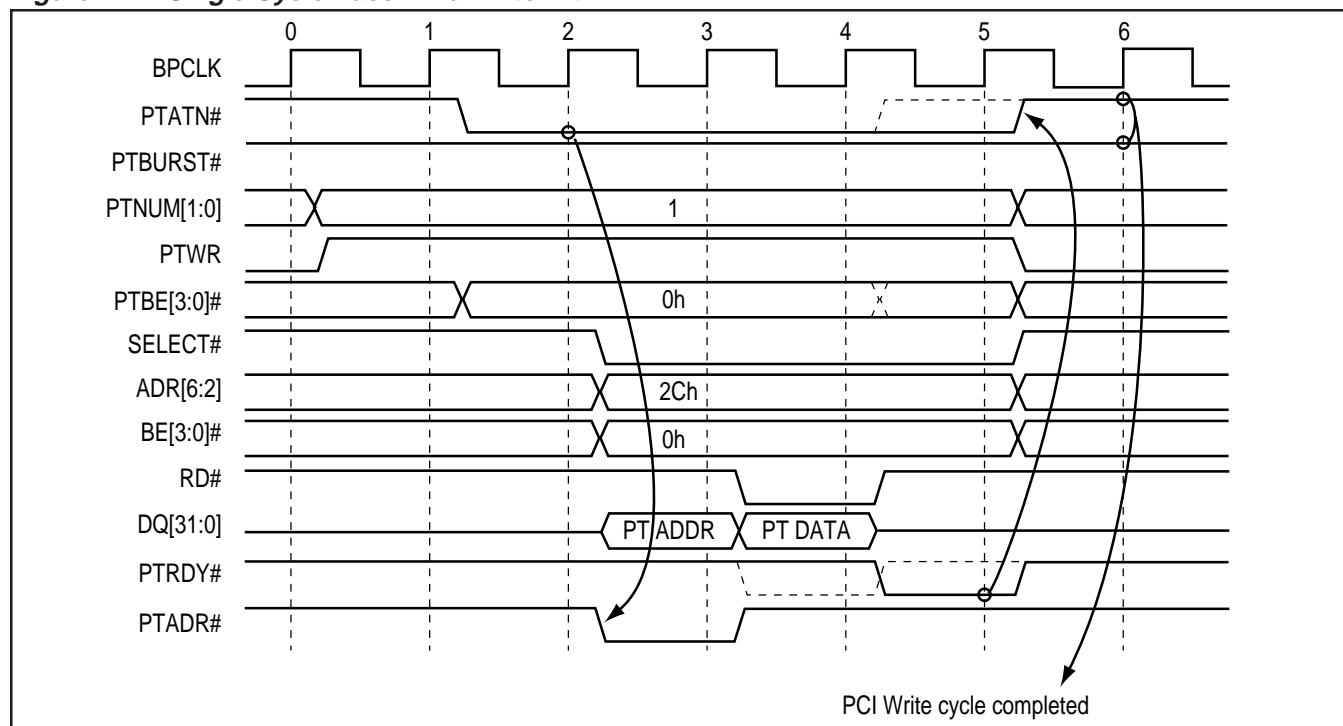 0 1 2 3 4 5 6
BPCLK
PTATN#
PTBURST#
PTNUM[1:0] 1
PTWR
PTBE[3:0]# 0h
SELECT#
ADR[6:2] 2Ch
BE[3:0]# 0h
RD#
DQ[31:0] PT ADDR PT DATA
PTRDY#
PTADR#
PCI Write cycle completed